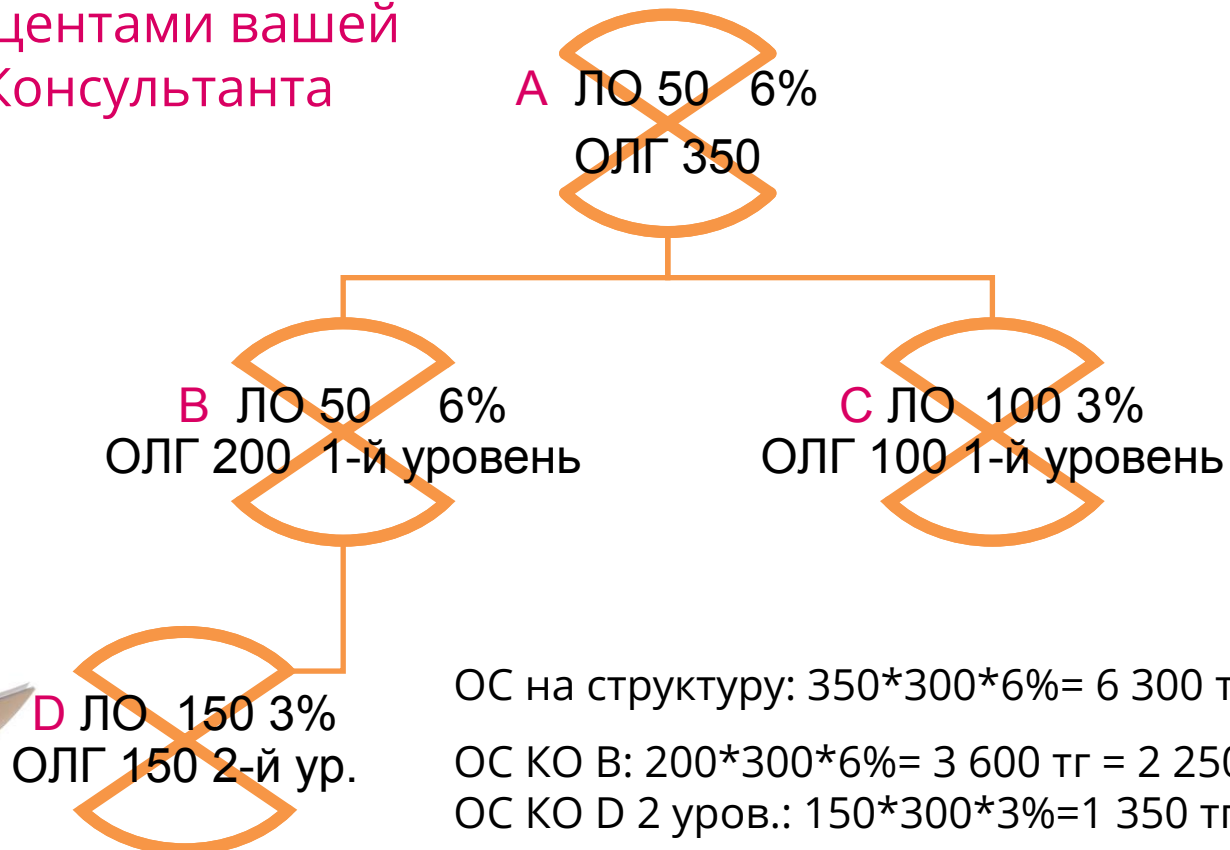 центами вашей
Консультанта
A ЛО 50 6%
ОЛГ 350
B ЛО 50 6%
ОЛГ 200 1-й уровень
C ЛО 100 3%
ОЛГ 100 1-й уровень
D ЛО 150 3%
ОЛГ 150 2-й ур.
ОС на структуру: 350*300*6%= 6 300 т
ОС КО В: 200*300*6%= 3 600 тг = 2 250
ОС КО D 2 уров.: 150*300*3%=1 350 тг